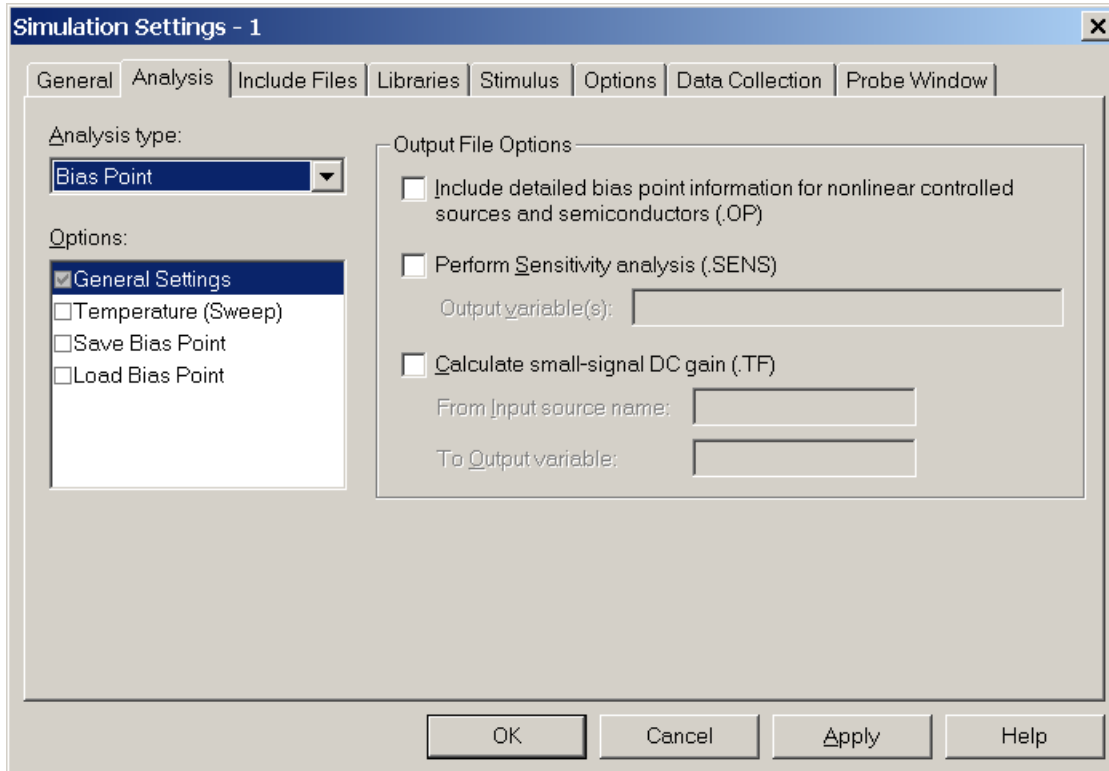 Simulation Settings - 1
General Analysis Include Files Libraries Stimulus Options Data Collection Probe Window
Analysis type:
Bias Point
Options:
General Settings
Temperature (Sweep)
Save Bias Point
Load Bias Point
Output File Options
Include detailed bias point information for nonlinear controlled
sources and semiconductors (.OP)
Perform Sensitivity analysis (.SENS)
Output variable(s):
Calculate small-signal DC gain (.TF)
From Input source name:
To Output variable:
OK Cancel Apply Help